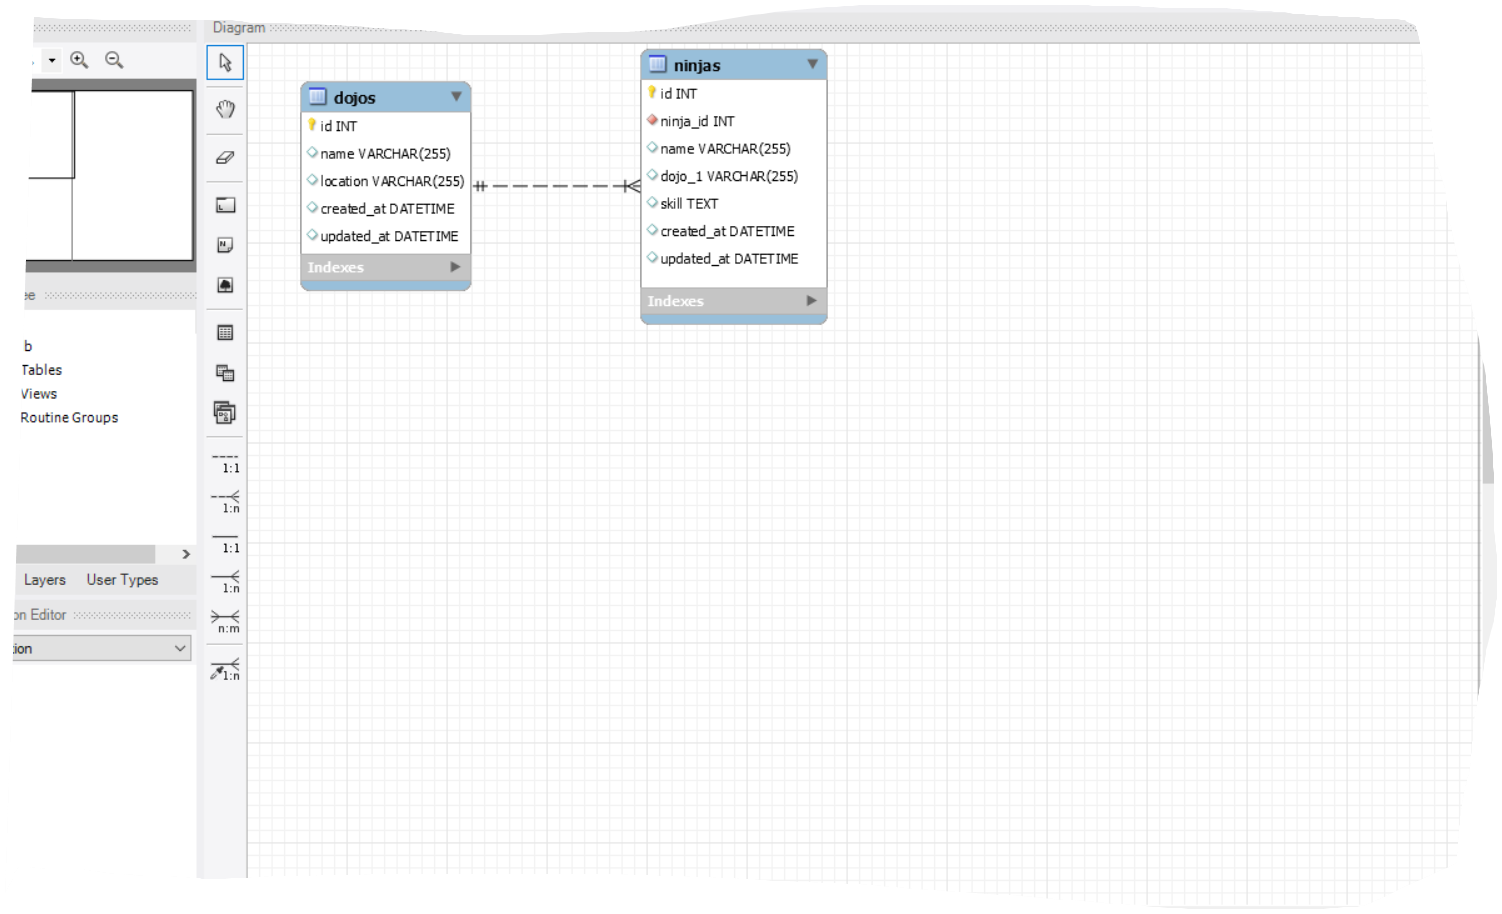 Diagram
dojos
id INT
name VARCHAR(255)
location VARCHAR(255)
created_at DATETIME
updated_at DATETIME
Indexes
ninjas
id INT
ninja_id INT
name VARCHAR(255)
dojo_1 VARCHAR(255)
skill TEXT
created_at DATETIME
updated_at DATETIME
Indexes
ee
b
Tables
Views
Routine Groups
Layers User Types
on Editor
tion
1:1
1:n
1:1
1:n
n:m
1:n